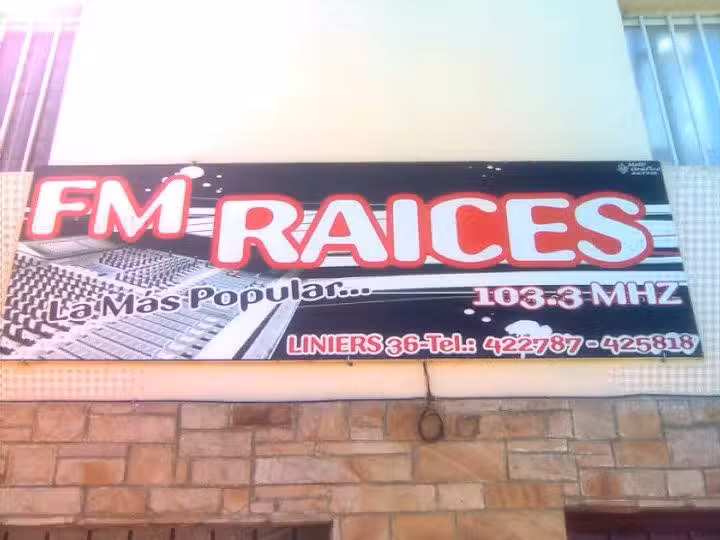 FM RAICES
La Más Popular...
103.3 MHZ
LINIERS 36-Tel.: 422787 - 425818